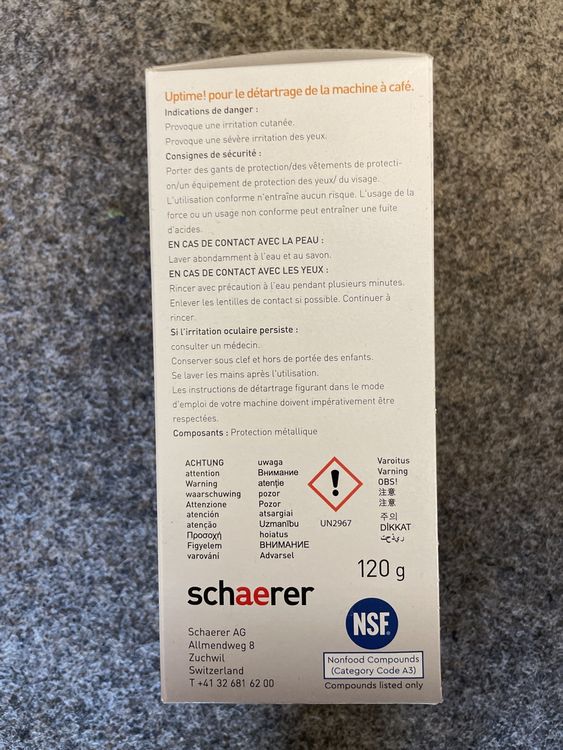 Uptime! pour le détartrage de la machine à café.
Indications de danger :
Provoque une irritation cutanée.
Provoque une sévère irritation des yeux.
Consignes de sécurité :
Porter des gants de protection/des vêtements de protecti-
on/un équipement de protection des yeux/ du visage.
L'utilisation conforme n'entraîne aucun risque. L'usage de la
force ou un usage non conforme peut entraîner une fuite
d'acides.
EN CAS DE CONTACT AVEC LA PEAU :
Laver abondamment à l'eau et au savon.
EN CAS DE CONTACT AVEC LES YEUX :
Rincer avec précaution à l'eau pendant plusieurs minutes.
Enlever les lentilles de contact si possible. Continuer à
rincer.
Si l'irritation oculaire persiste :
consulter un médecin.
Conserver sous clef et hors de portée des enfants.
Se laver les mains après l'utilisation.
Les instructions de détartrage figurant dans le mode
d'emploi de votre machine doivent impérativement être
respectées.
Composants : Protection métallique
ACHTUNG
attention
Warning
waarschuwing
Attenzione
atención
atenção
Προσοχή
Figyelem
varování
uwaga
Внимание
atenție
pozor
Pozor
atsargiai
Uzmanību
hoiatus
ВНИМАНИЕ
Advarsel
!
UN2967
Varoitus
Varning
OBS!
注意
注意
주의
DİKKAT
تحذير
120 g
schaerer
Schaerer AG
Allmendweg 8
Zuchwil
Switzerland
T +41 32 681 62 00
NSF®
Nonfood Compounds
(Category Code A3)
Compounds listed only